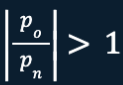 |p_o / p_n| > 1